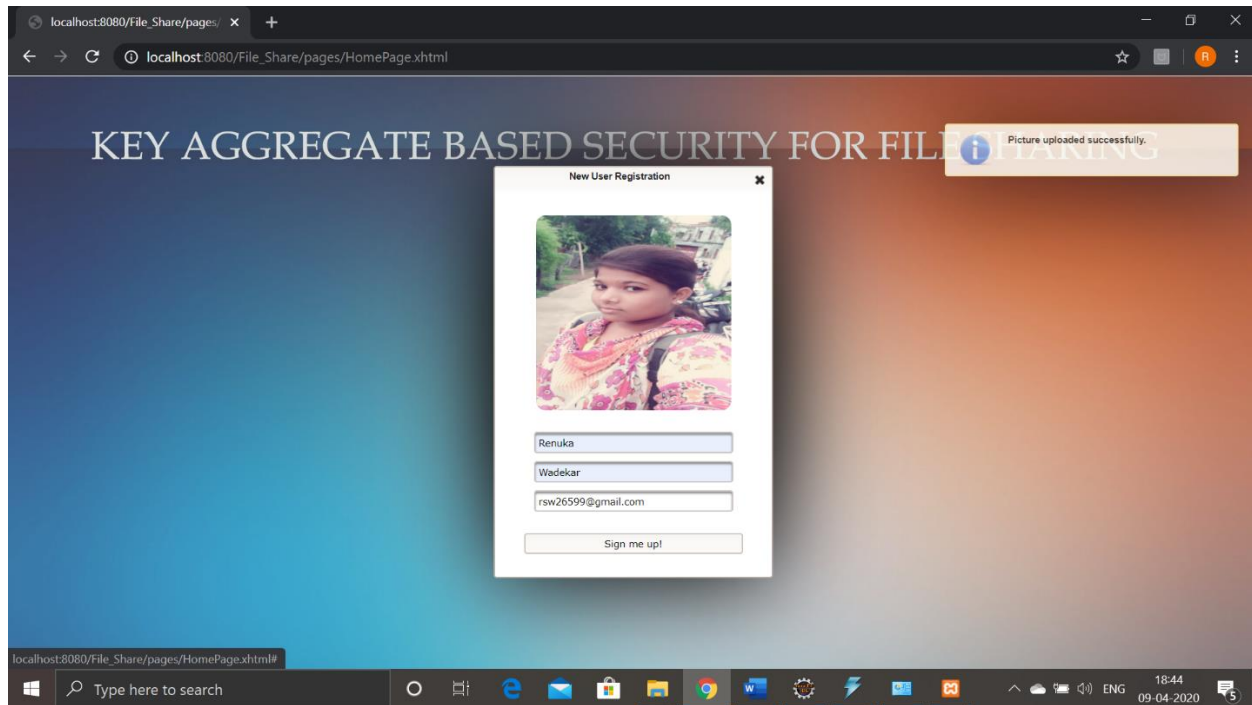 localhost:8080/File_Share/pages/
localhost:8080/File_Share/pages/HomePage.xhtml
R
KEY AGGREGATE BASED SECURITY FOR FILE SHARING
Picture uploaded successfully.
New User Registration
Renuka
Wadekar
rsw26599@gmail.com
Sign me up!
localhost:8080/File_Share/pages/HomePage.xhtml#
Type here to search
ENG
18:44
09-04-2020
5